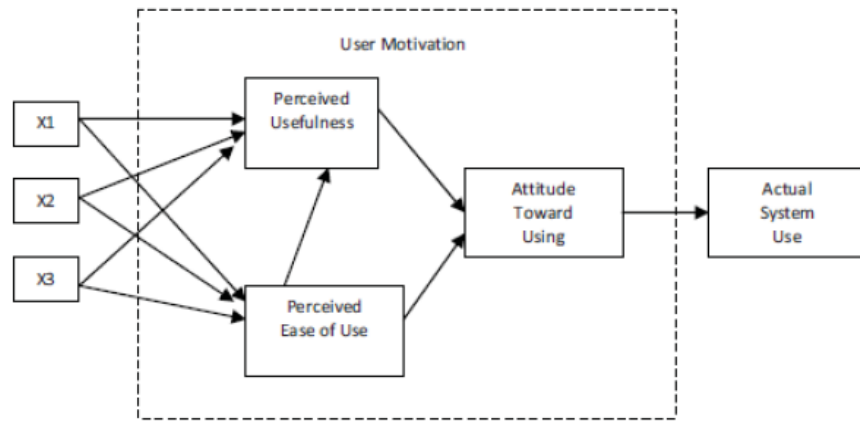 User Motivation
X1
X2
X3
Perceived
Usefulness
Perceived
Ease of Use
Attitude
Toward
Using
Actual
System
Use